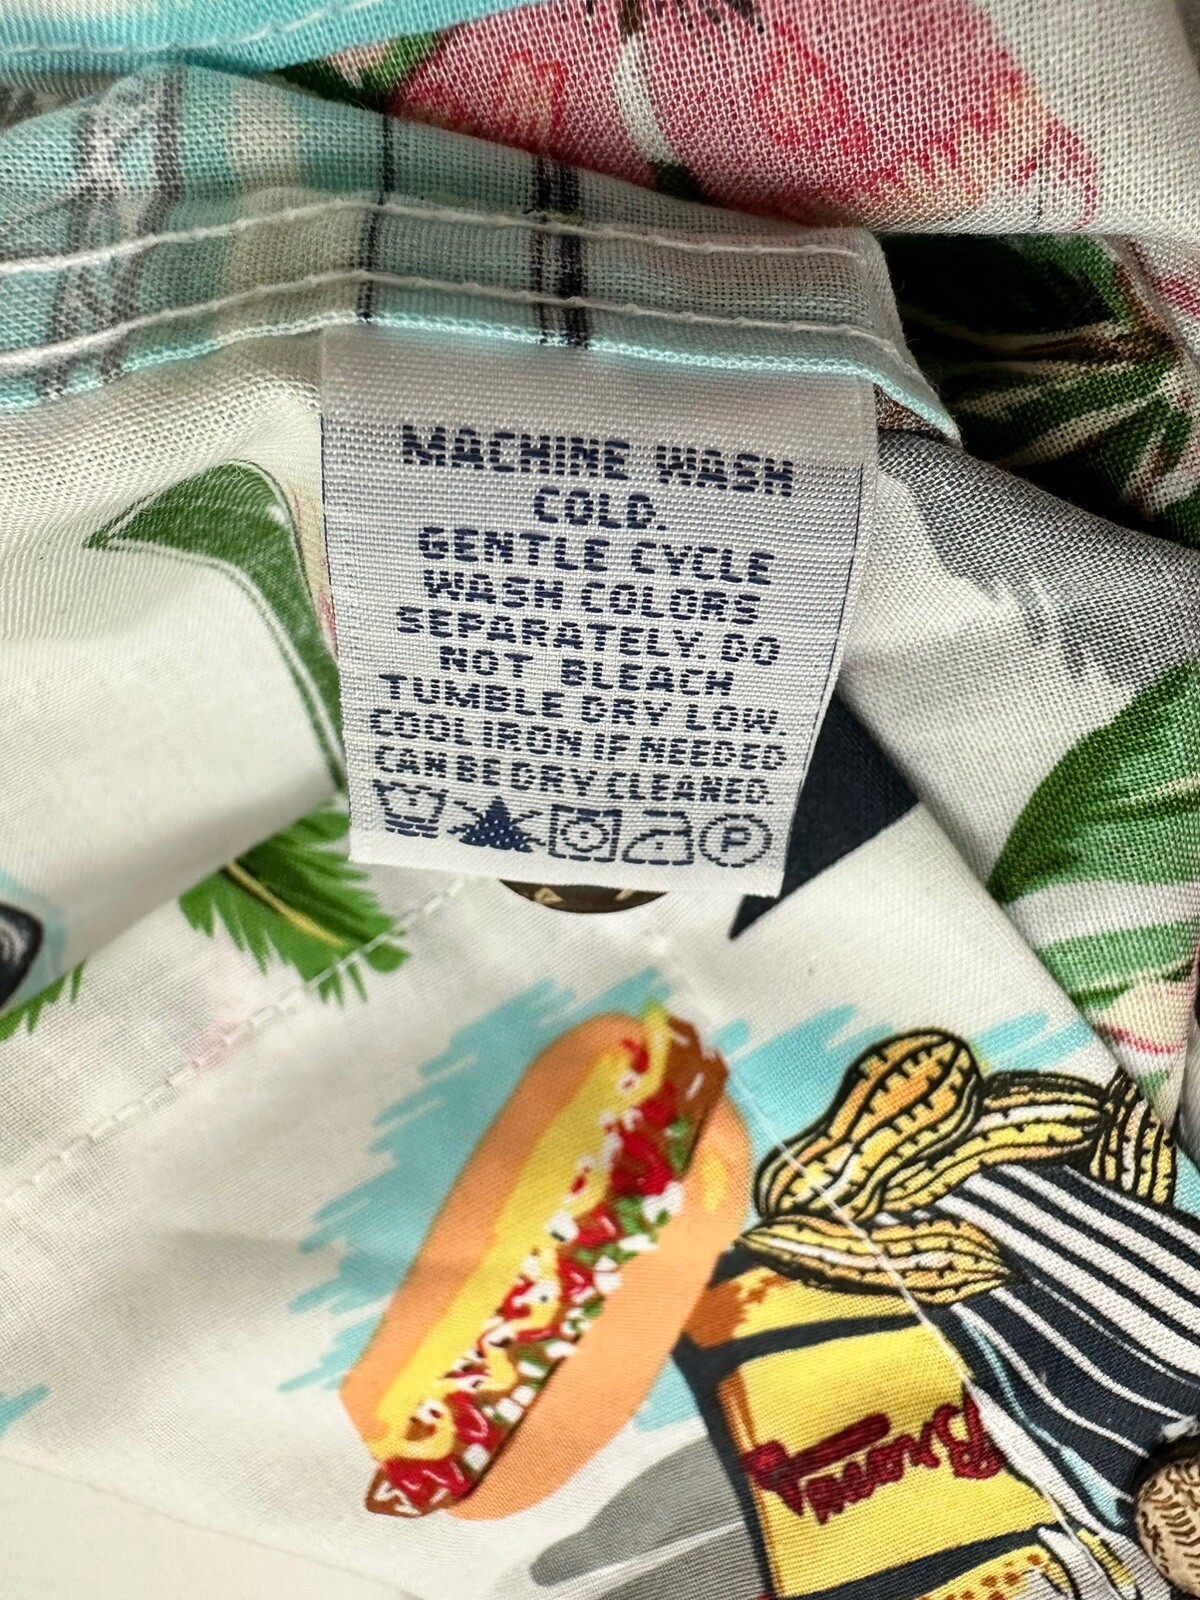 MACHINE WASH
COLD.
GENTLE CYCLE
WASH COLORS
SEPARATELY. DO
NOT BLEACH
TUMBLE DRY LOW.
COOL IRON IF NEEDED
CAN BE DRY CLEANED.
P